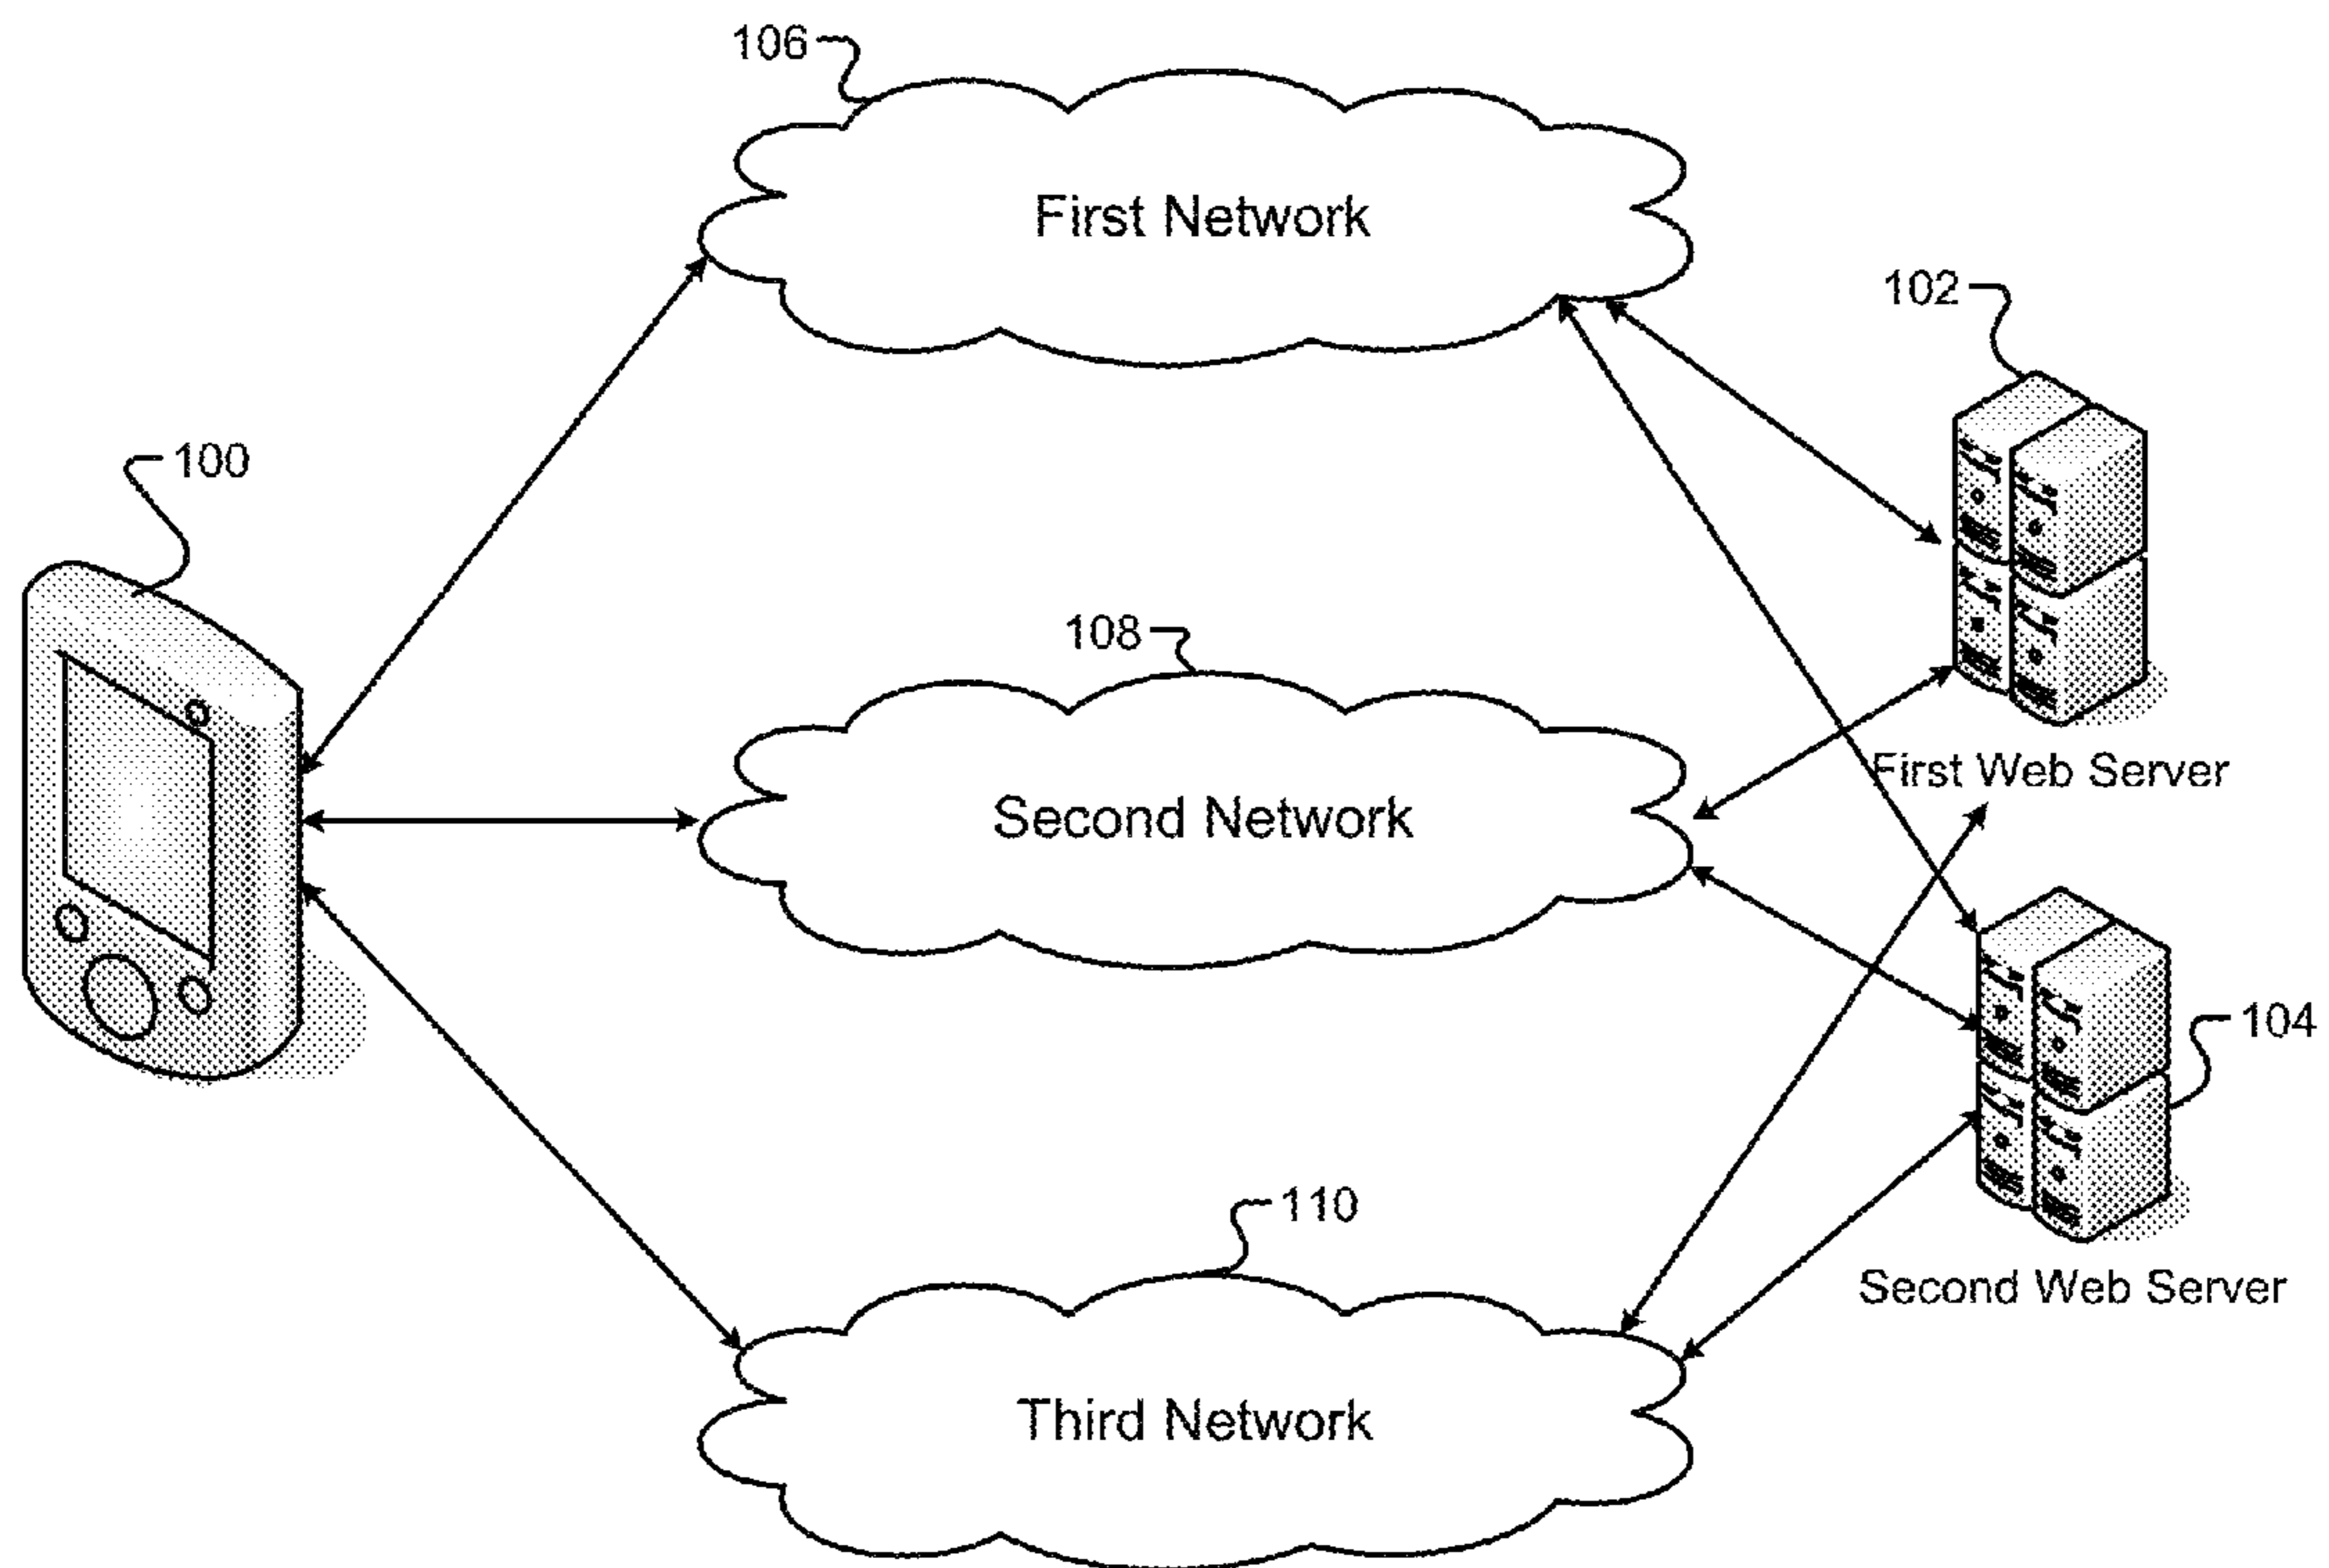 106
First Network
102
100
108
First Web Server
Second Network
104
110
Second Web Server
Third Network